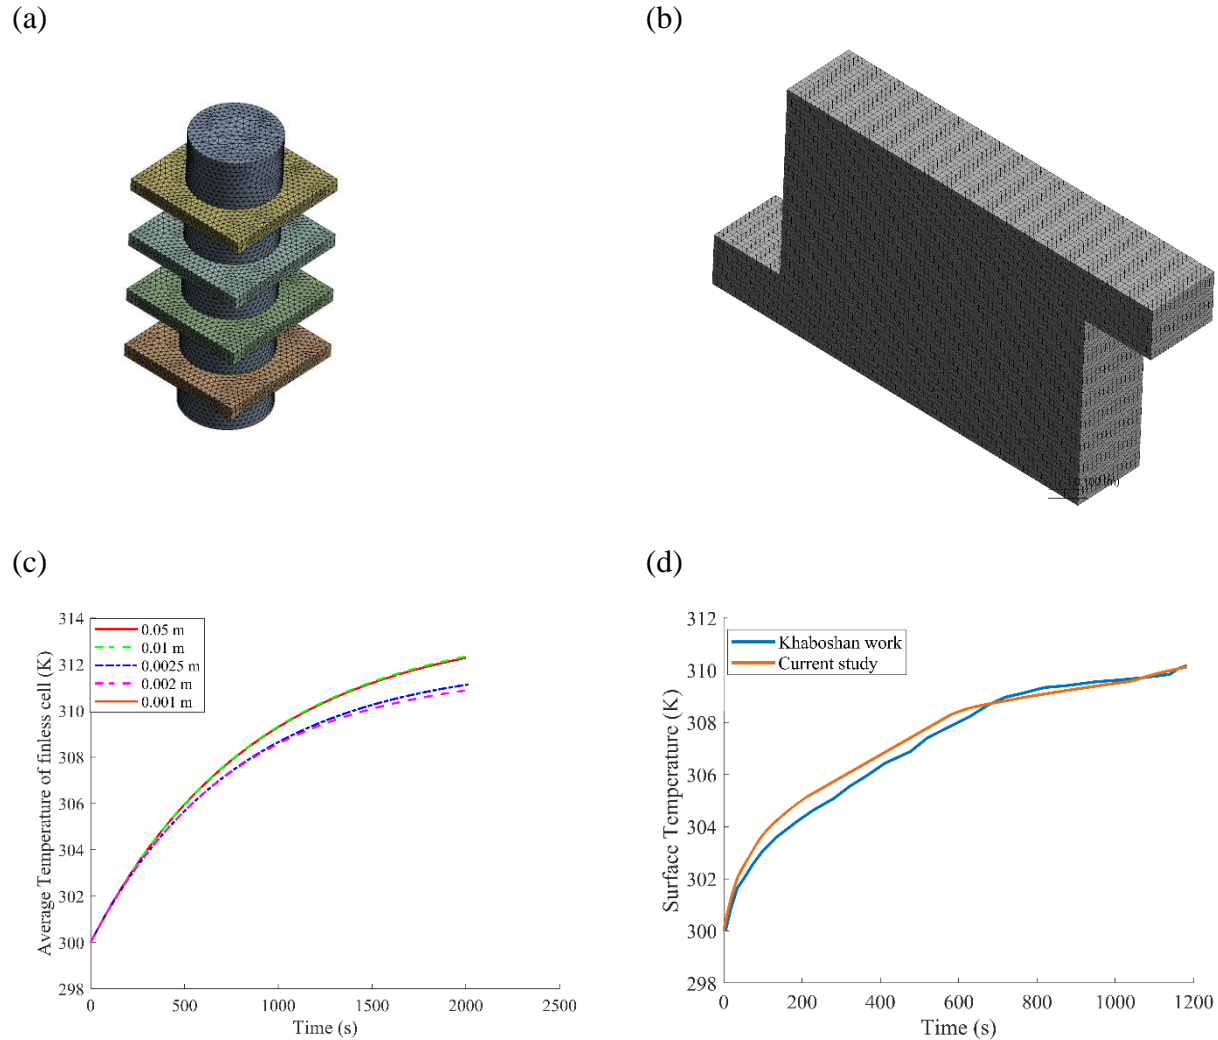 (a)
(b)
(c)
314
312
310
308
306
304
302
300
298
0
500
1000
1500
2000
2500
Average Temperature of finless cell (K)
Time (s)
0.05 m
0.01 m
0.0025 m
0.002 m
0.001 m
(d)
312
310
308
306
304
302
300
298
0
200
400
600
800
1000
1200
Surface Temperature (K)
Time (s)
Khaboshan work
Current study